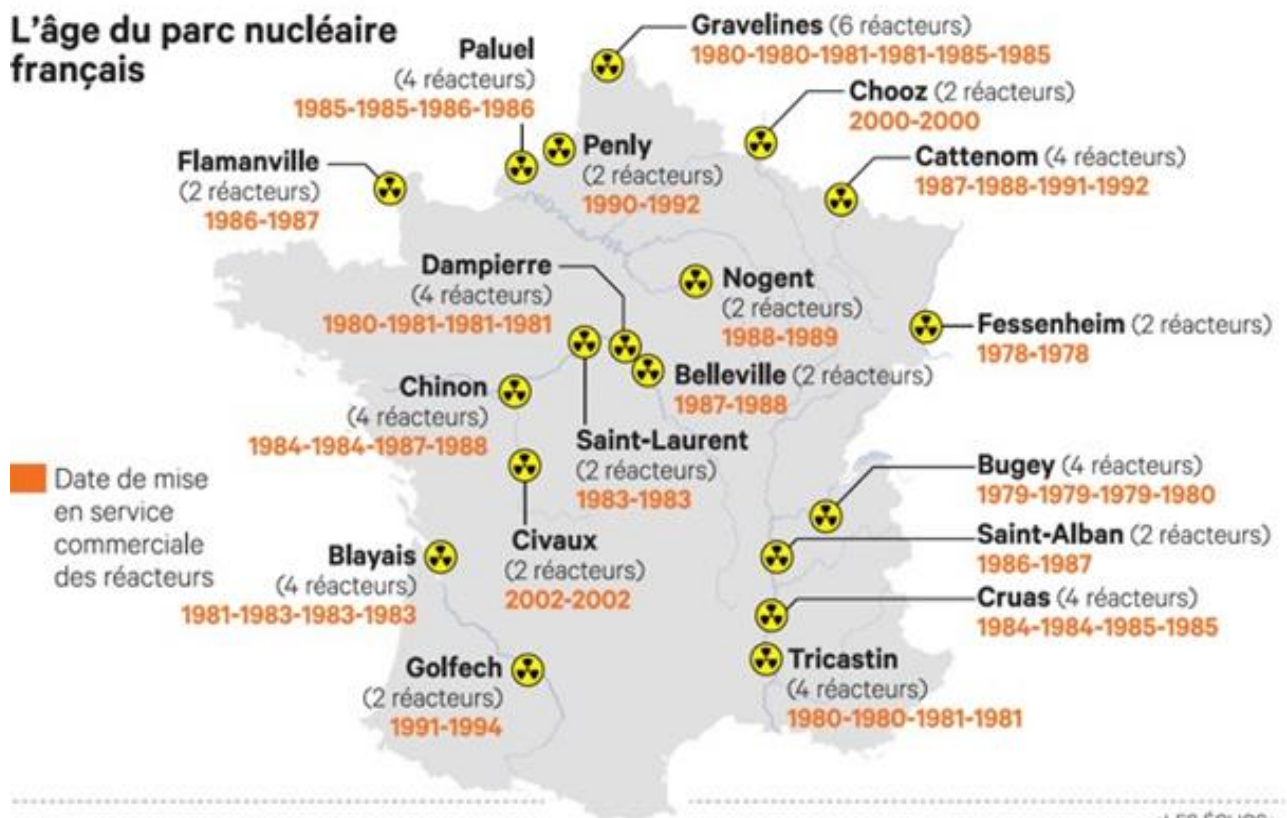 L'âge du parc nucléaire
français
Paluel
(4 réacteurs)
1985-1985-1986-1986
Gravelines (6 réacteurs)
1980-1980-1981-1981-1985-1985
Chooz (2 réacteurs)
2000-2000
Flamanville
(2 réacteurs)
1986-1987
Penly
(2 réacteurs)
1990-1992
Cattenom (4 réacteurs)
1987-1988-1991-1992
Dampierre
(4 réacteurs)
1980-1981-1981-1981
Nogent
(2 réacteurs)
1988-1989
Fessenheim (2 réacteurs)
1978-1978
Belleville (2 réacteurs)
1987-1988
Chinon
(4 réacteurs)
1984-1984-1987-1988
Saint-Laurent
(2 réacteurs)
1983-1983
Bugey (4 réacteurs)
1979-1979-1979-1980
Date de mise
en service
commerciale
des réacteurs
Saint-Alban (2 réacteurs)
1986-1987
Civaux
(2 réacteurs)
2002-2002
Blayais
(4 réacteurs)
1981-1983-1983-1983
Cruas (4 réacteurs)
1984-1984-1985-1985
Golfech
(2 réacteurs)
1991-1994
Tricastin
(4 réacteurs)
1980-1980-1981-1981